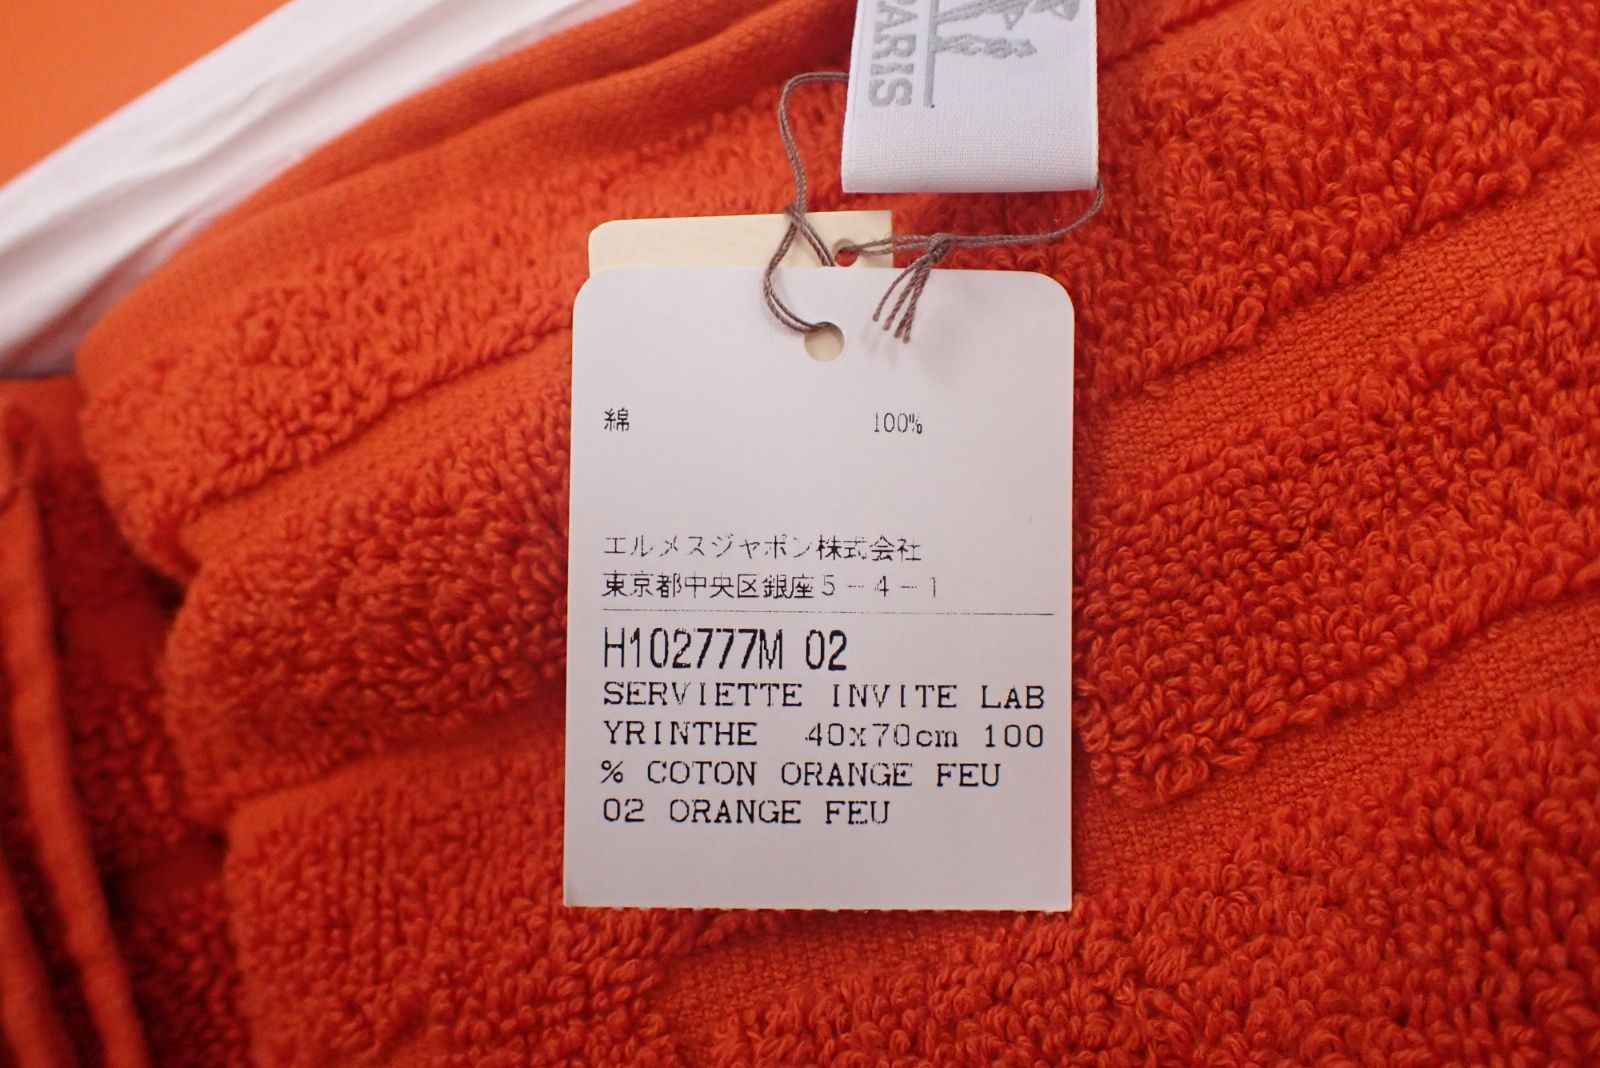 PARIS
綿 100%
エルメスジャポン株式会社
東京都中央区銀座5-4-1
H102777M 02
SERVIETTE INVITE LAB
YRINTHE 40x70cm 100
% COTON ORANGE FEU
02 ORANGE FEU